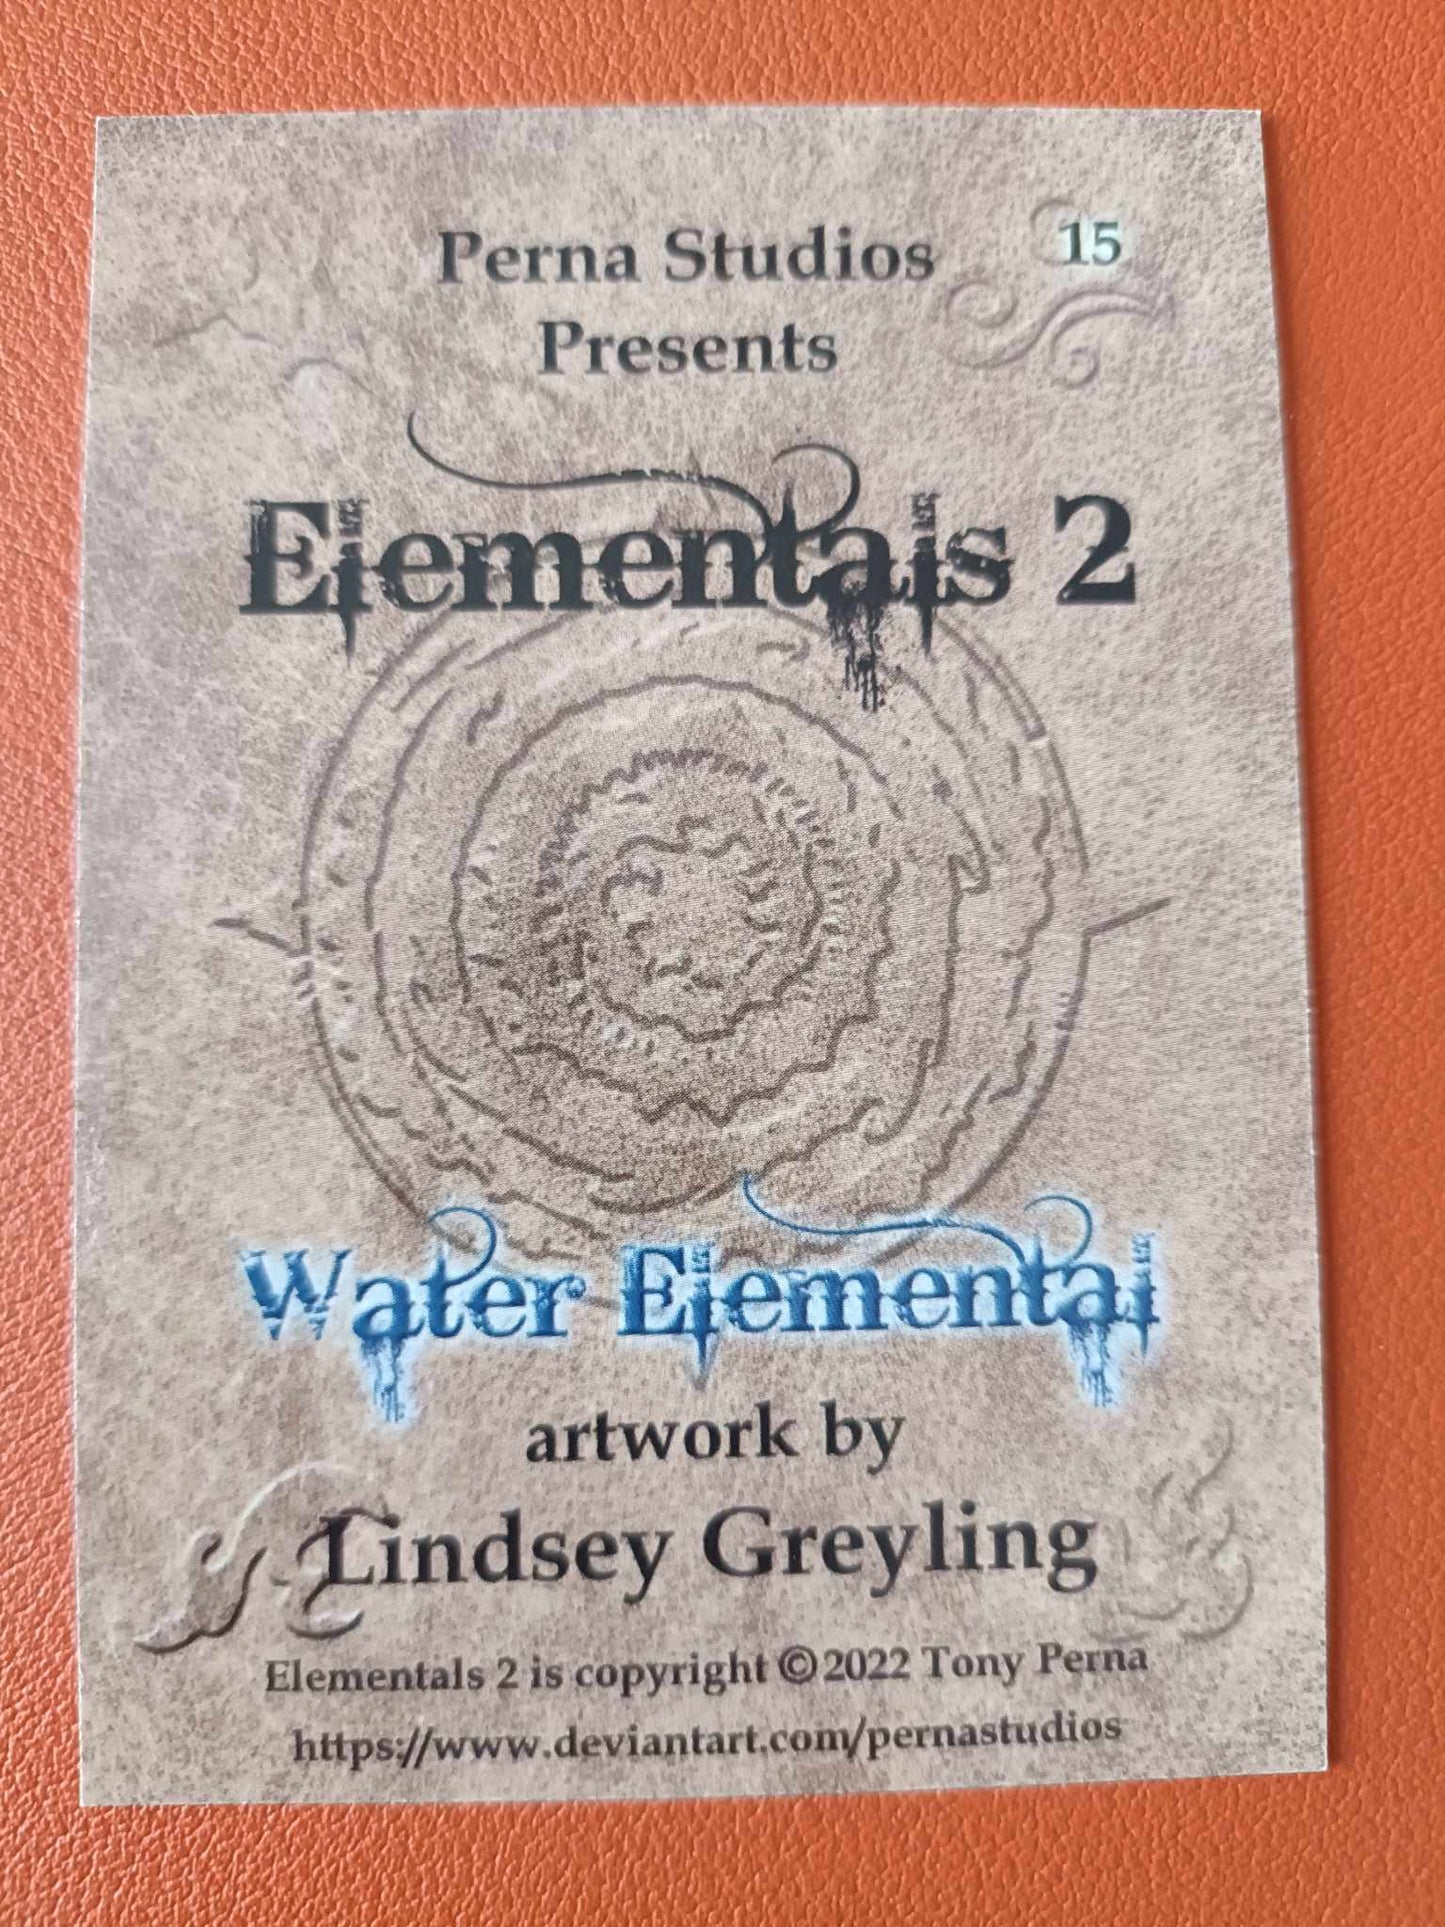 15
Perna Studios
Presents
Elementals 2
Water Elemental
artwork by
Lindsey Greyling
Elementals 2 is copyright ©2022 Tony Perna
https://www.deviantart.com/pernastudios